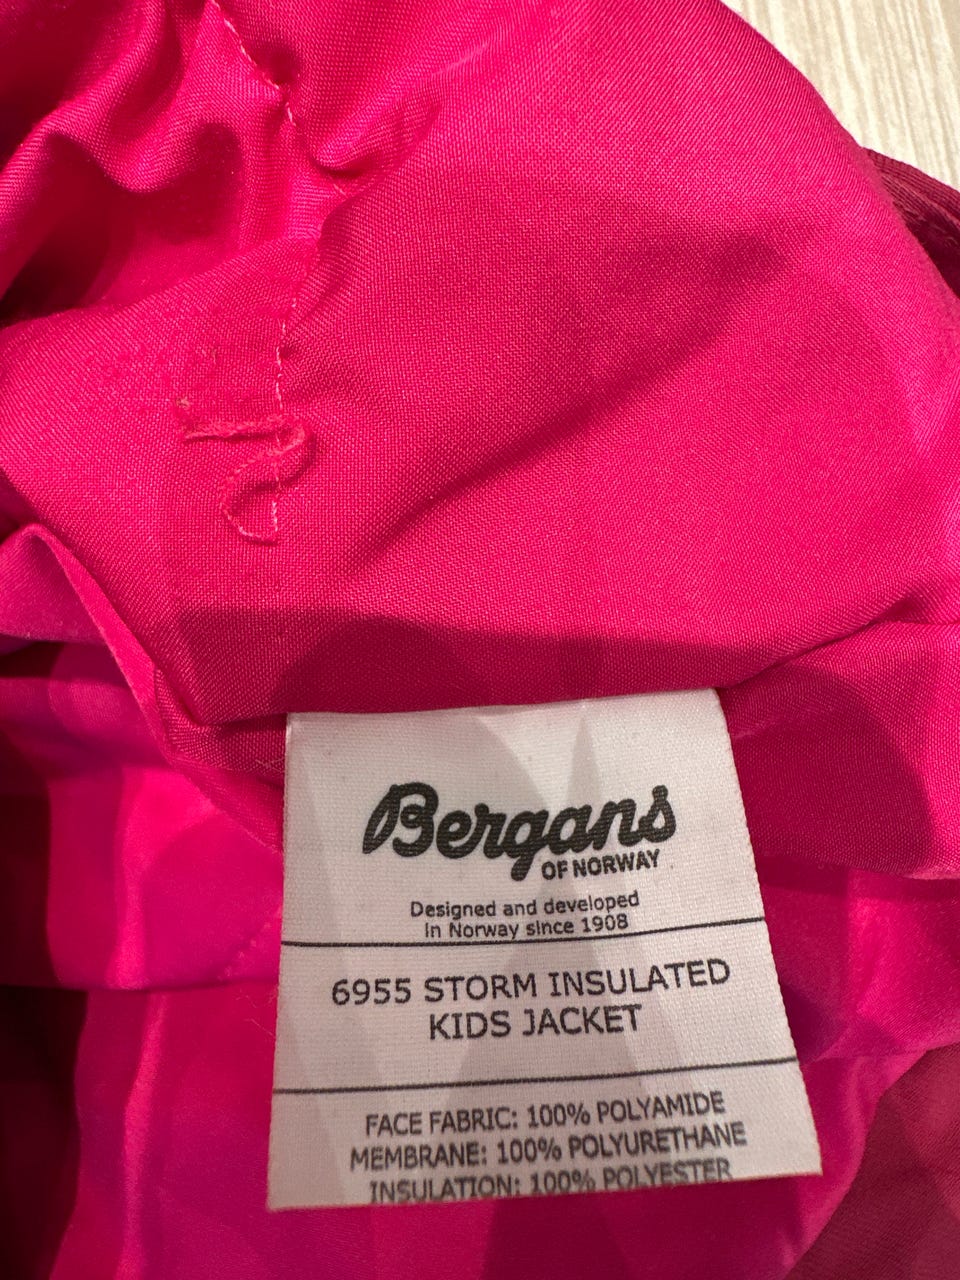 Bergans
OF NORWAY
Designed and developed
in Norway since 1908
6955 STORM INSULATED
KIDS JACKET
FACE FABRIC: 100% POLYAMIDE
MEMBRANE: 100% POLYURETHANE
INSULATION: 100% POLYESTER